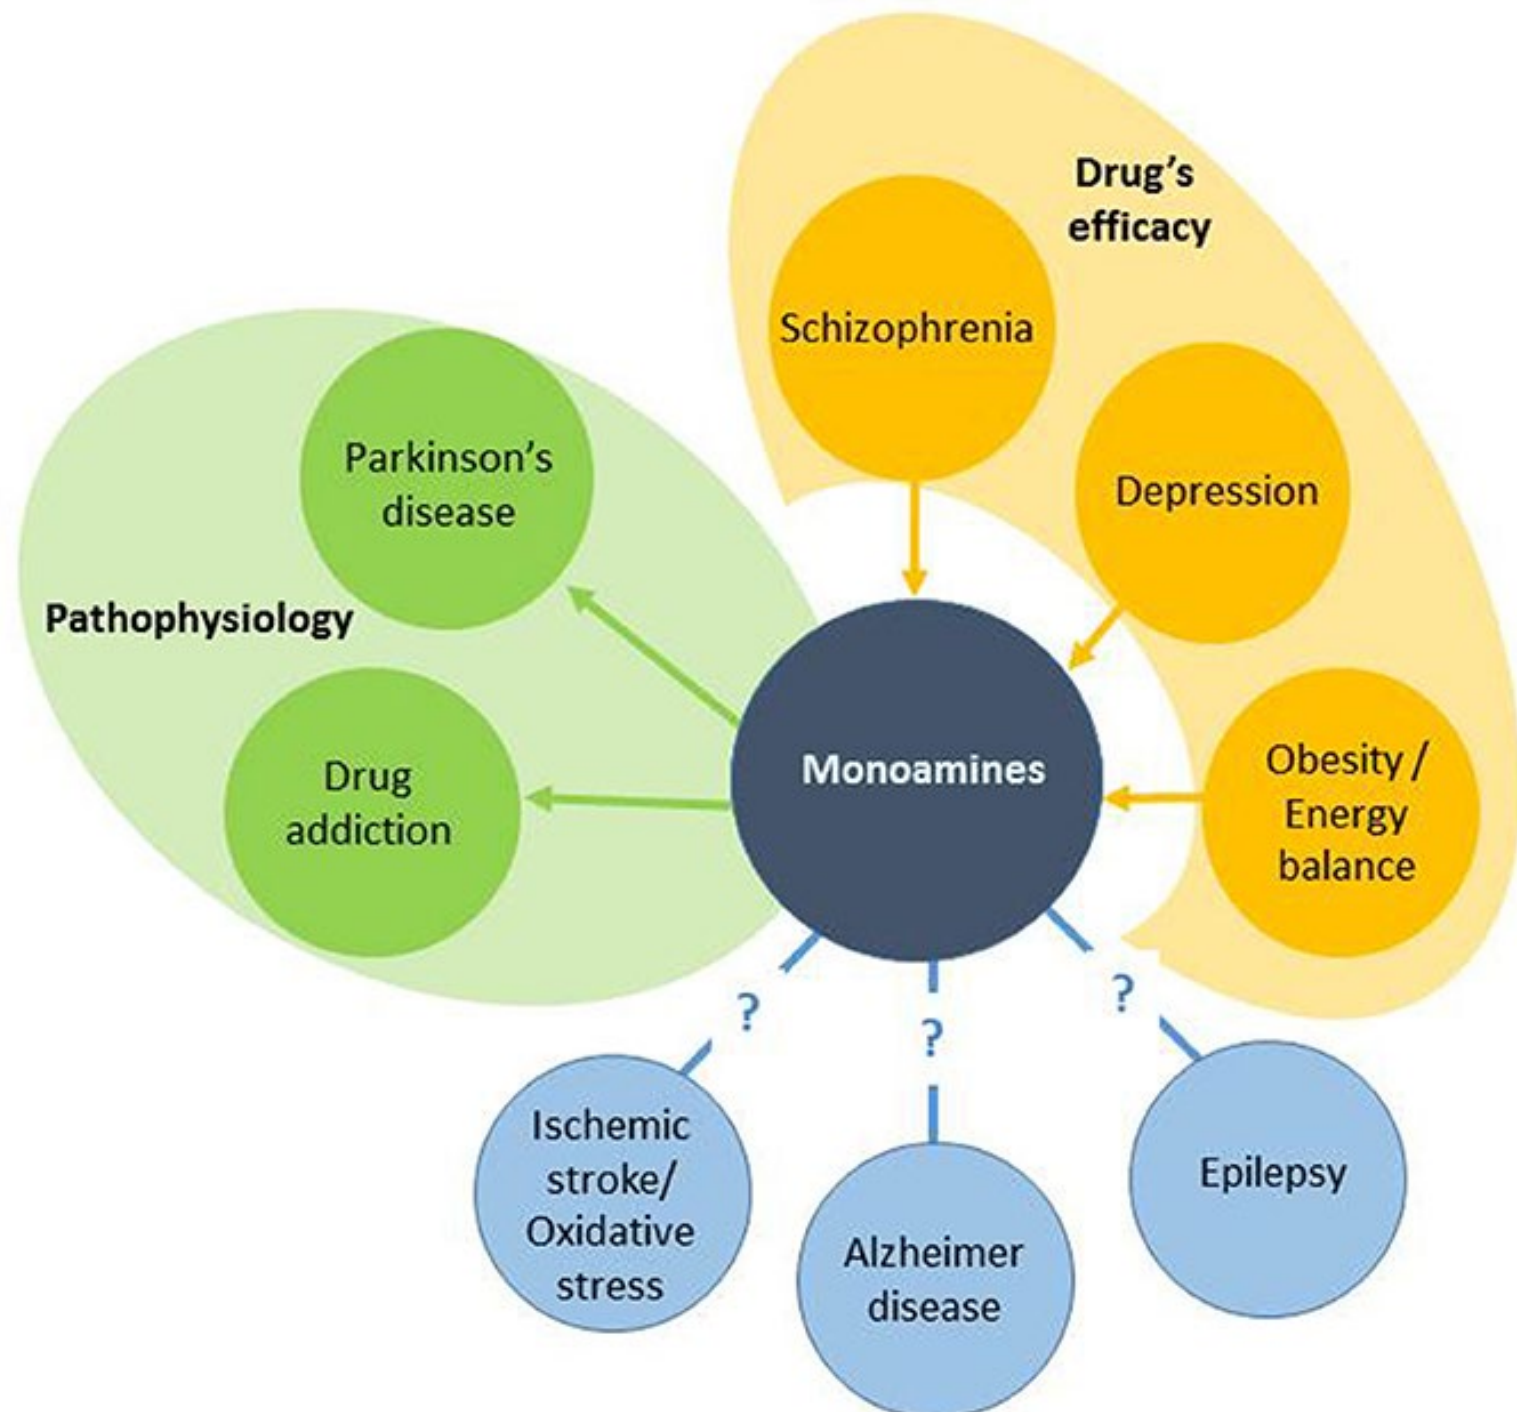 Drug's
efficacy
Schizophrenia
Depression
Parkinson's
disease
Pathophysiology
Drug
addiction
Monoamines
Obesity /
Energy
balance
?
?
?
Ischemic
stroke/
Oxidative
stress
Alzheimer
disease
Epilepsy